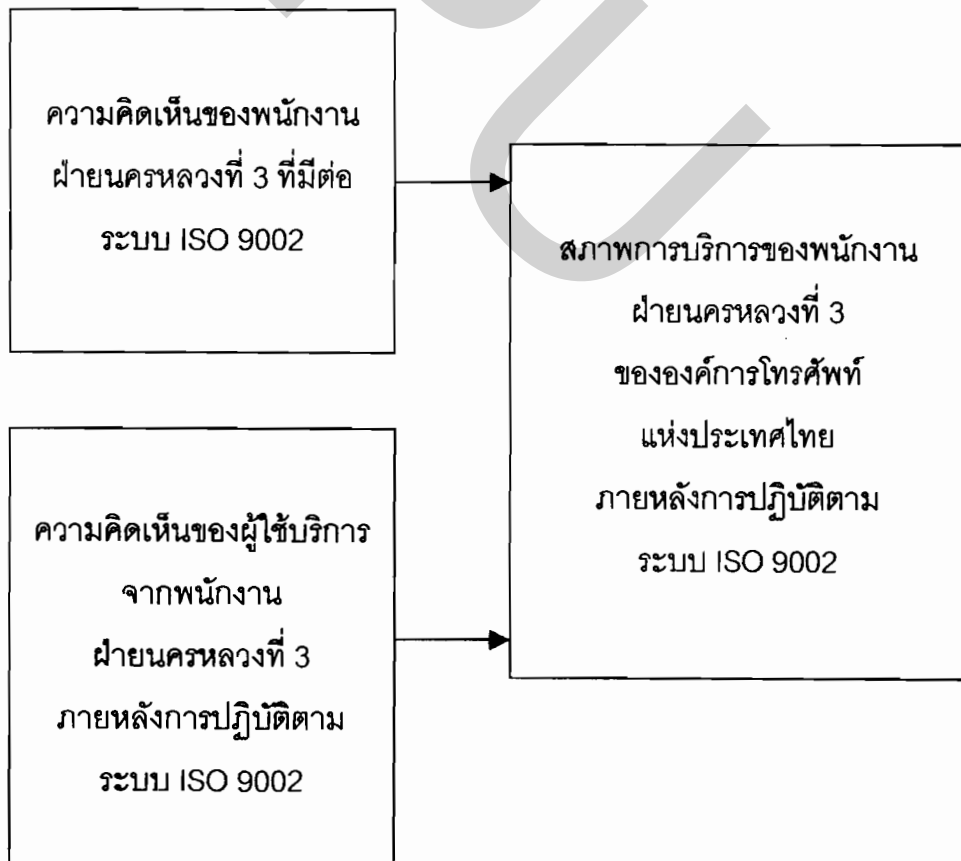 ความคิดเห็นของพนักงาน
ฝ่ายนครหลวงที่ 3 ที่มีต่อ
ระบบ ISO 9002
สภาพการบริการของพนักงาน
ฝ่ายนครหลวงที่ 3
ขององค์การโทรศัพท์
แห่งประเทศไทย
ภายหลังการปฏิบัติตาม
ระบบ ISO 9002
ความคิดเห็นของผู้ใช้บริการ
จากพนักงาน
ฝ่ายนครหลวงที่ 3
ภายหลังการปฏิบัติตาม
ระบบ ISO 9002